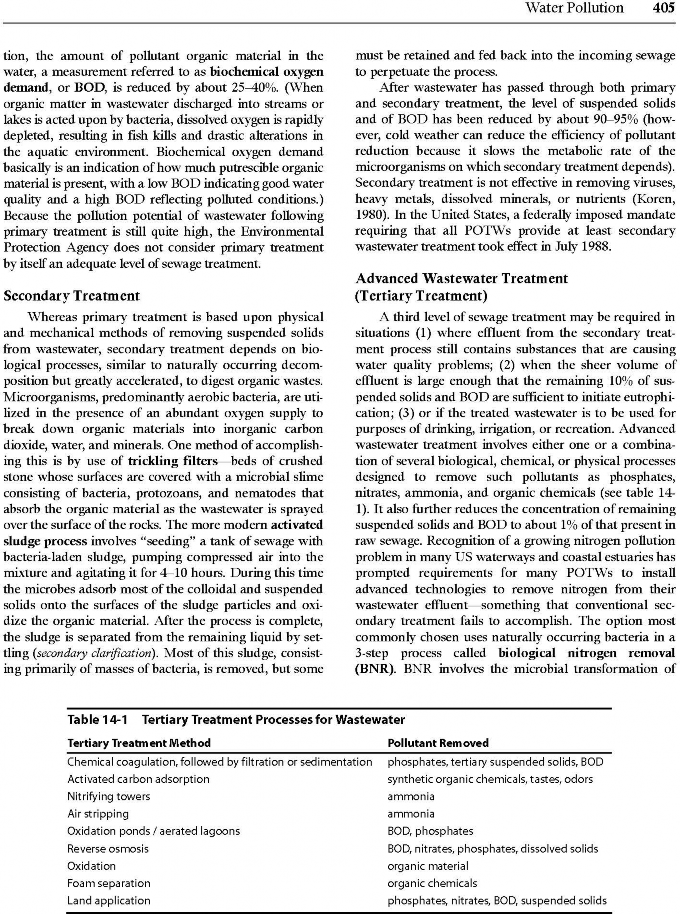 Water Pollution 405
tion, the amount of pollutant organic material in the
water, a measurement referred to as biochemical oxygen
demand, or BOD, is reduced by about 25–40%. (When
organic matter in wastewater discharged into streams or
lakes is acted upon by bacteria, dissolved oxygen is rapidly
depleted, resulting in fish kills and drastic alterations in
the aquatic environment. Biochemical oxygen demand
basically is an indication of how much putrescible organic
material is present, with a low BOD indicating good water
quality and a high BOD reflecting polluted conditions.)
Because the pollution potential of wastewater following
primary treatment is still quite high, the Environmental
Protection Agency does not consider primary treatment
by itself an adequate level of sewage treatment.
Secondary Treatment
Whereas primary treatment is based upon physical
and mechanical methods of removing suspended solids
from wastewater, secondary treatment depends on bio-
logical processes, similar to naturally occurring decom-
position but greatly accelerated, to digest organic wastes.
Microorganisms, predominantly aerobic bacteria, are uti-
lized in the presence of an abundant oxygen supply to
break down organic materials into inorganic carbon
dioxide, water, and minerals. One method of accomplish-
ing this is by use of trickling filters—beds of crushed
stone whose surfaces are covered with a microbial slime
consisting of bacteria, protozoans, and nematodes that
absorb the organic material as the wastewater is sprayed
over the surface of the rocks. The more modern activated
sludge process involves “seeding” a tank of sewage with
bacteria-laden sludge, pumping compressed air into the
mixture and agitating it for 4–10 hours. During this time
the microbes adsorb most of the colloidal and suspended
solids onto the surfaces of the sludge particles and oxi-
dize the organic material. After the process is complete,
the sludge is separated from the remaining liquid by set-
tling (secondary clarification). Most of this sludge, consist-
ing primarily of masses of bacteria, is removed, but some
must be retained and fed back into the incoming sewage
to perpetuate the process.
After wastewater has passed through both primary
and secondary treatment, the level of suspended solids
and of BOD has been reduced by about 90–95% (how-
ever, cold weather can reduce the efficiency of pollutant
reduction because it slows the metabolic rate of the
microorganisms on which secondary treatment depends).
Secondary treatment is not effective in removing viruses,
heavy metals, dissolved minerals, or nutrients (Koren,
1980). In the United States, a federally imposed mandate
requiring that all POTWs provide at least secondary
wastewater treatment took effect in July 1988.
Advanced Wastewater Treatment
(Tertiary Treatment)
A third level of sewage treatment may be required in
situations (1) where effluent from the secondary treat-
ment process still contains substances that are causing
water quality problems; (2) when the sheer volume of
effluent is large enough that the remaining 10% of sus-
pended solids and BOD are sufficient to initiate eutrophi-
cation; (3) or if the treated wastewater is to be used for
purposes of drinking, irrigation, or recreation. Advanced
wastewater treatment involves either one or a combina-
tion of several biological, chemical, or physical processes
designed to remove such pollutants as phosphates,
nitrates, ammonia, and organic chemicals (see table 14-
1). It also further reduces the concentration of remaining
suspended solids and BOD to about 1% of that present in
raw sewage. Recognition of a growing nitrogen pollution
problem in many US waterways and coastal estuaries has
prompted requirements for many POTWs to install
advanced technologies to remove nitrogen from their
wastewater effluent—something that conventional sec-
ondary treatment fails to accomplish. The option most
commonly chosen uses naturally occurring bacteria in a
3-step process called biological nitrogen removal
(BNR). BNR involves the microbial transformation of
Table 14-1 Tertiary Treatment Processes for Wastewater
Tertiary Treatment Method Pollutant Removed
Chemical coagulation, followed by filtration or sedimentation phosphates, tertiary suspended solids, BOD
Activated carbon adsorption synthetic organic chemicals, tastes, odors
Nitrifying towers ammonia
Air stripping ammonia
Oxidation ponds / aerated lagoons BOD, phosphates
Reverse osmosis BOD, nitrates, phosphates, dissolved solids
Oxidation organic material
Foam separation organic chemicals
Land application phosphates, nitrates, BOD, suspended solids